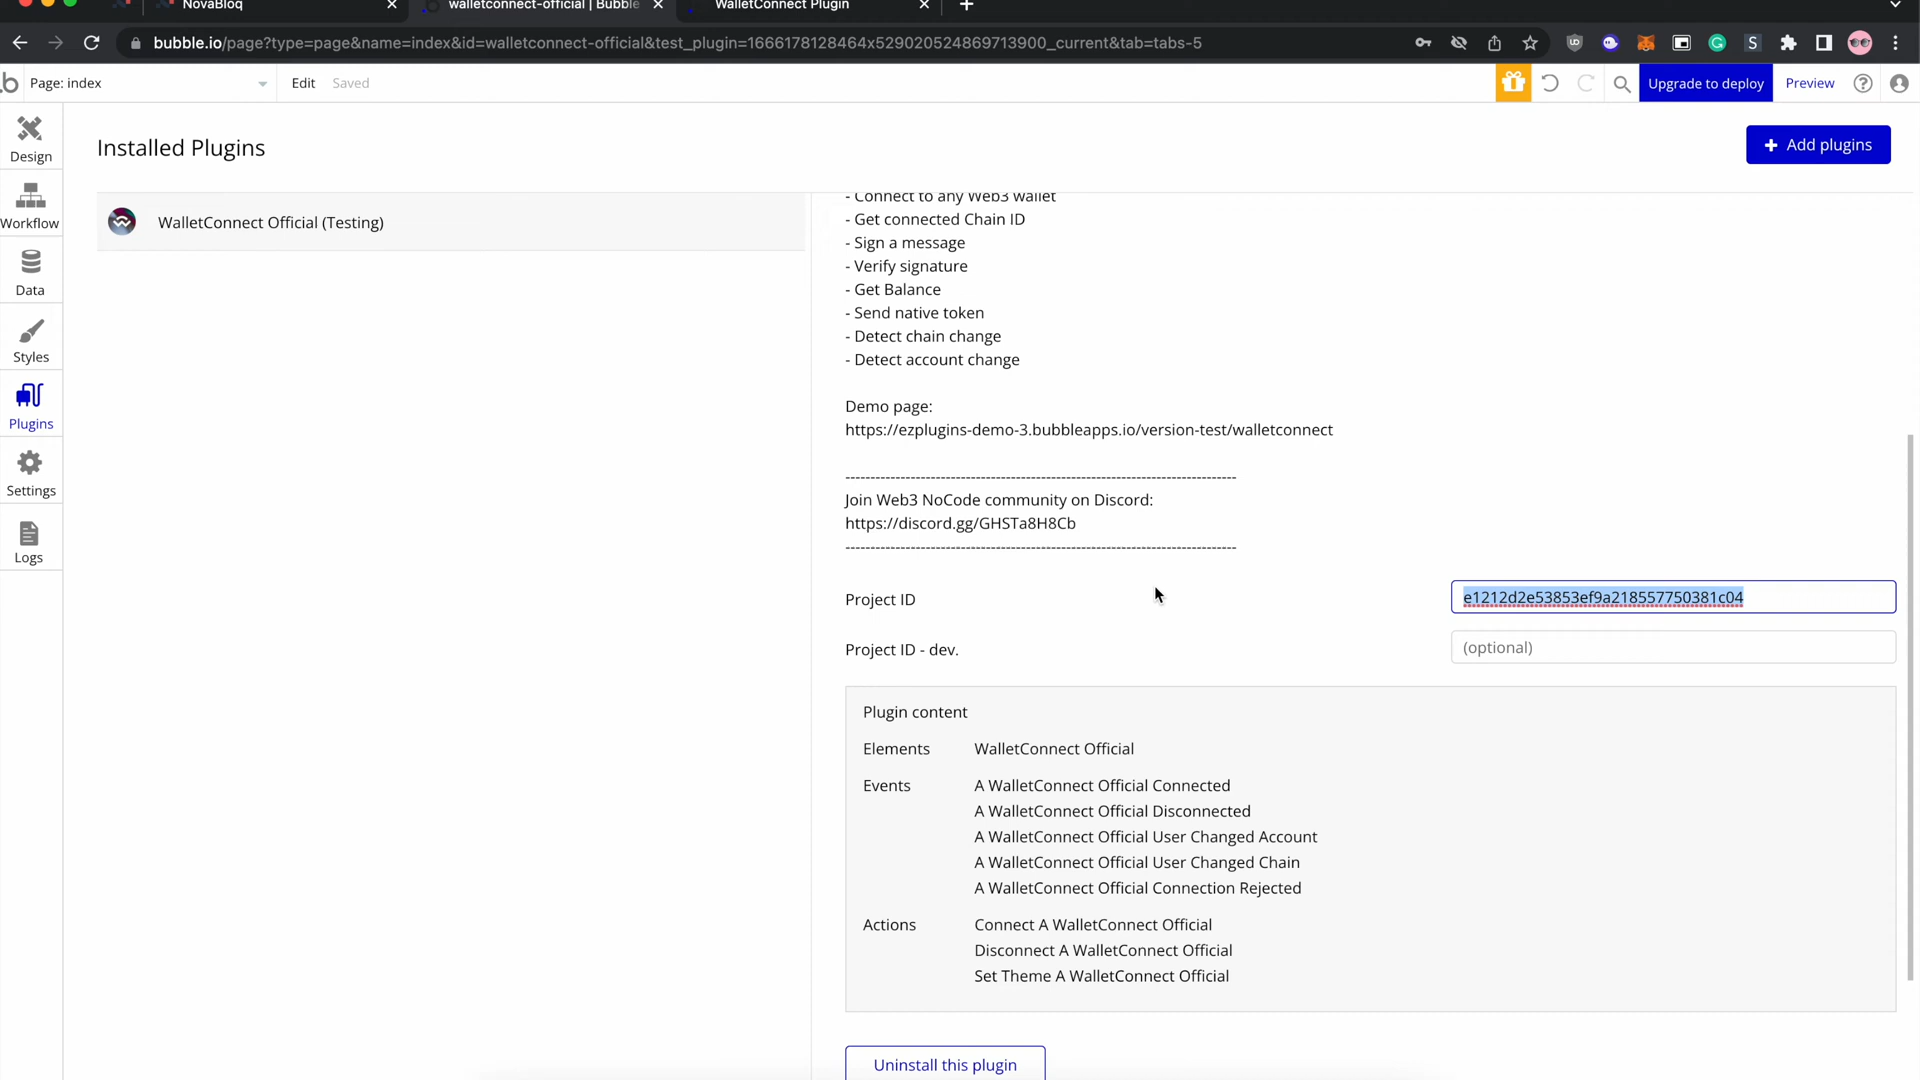 NovaBloq
walletconnect-official | Bubble
WalletConnect Plugin
bubble.io/page?type=page&name=index&id=walletconnect-official&test_plugin=1666178128464x529020524869713900_current&tab=tabs-5
Page: index
Edit
Saved
Upgrade to deploy
Preview
Design
Workflow
Data
Styles
Plugins
Settings
Logs
Installed Plugins
+ Add plugins
WalletConnect Official (Testing)
- Connect to any Web3 wallet
- Get connected Chain ID
- Sign a message
- Verify signature
- Get Balance
- Send native token
- Detect chain change
- Detect account change
Demo page:
https://ezplugins-demo-3.bubbleapps.io/version-test/walletconnect
------------------------------------------------------------------------------
Join Web3 NoCode community on Discord:
https://discord.gg/GHSTa8H8Cb
------------------------------------------------------------------------------
Project ID
e1212d2e53853ef9a218557750381c04
Project ID - dev.
(optional)
Plugin content
Elements
WalletConnect Official
Events
A WalletConnect Official Connected
A WalletConnect Official Disconnected
A WalletConnect Official User Changed Account
A WalletConnect Official User Changed Chain
A WalletConnect Official Connection Rejected
Actions
Connect A WalletConnect Official
Disconnect A WalletConnect Official
Set Theme A WalletConnect Official
Uninstall this plugin